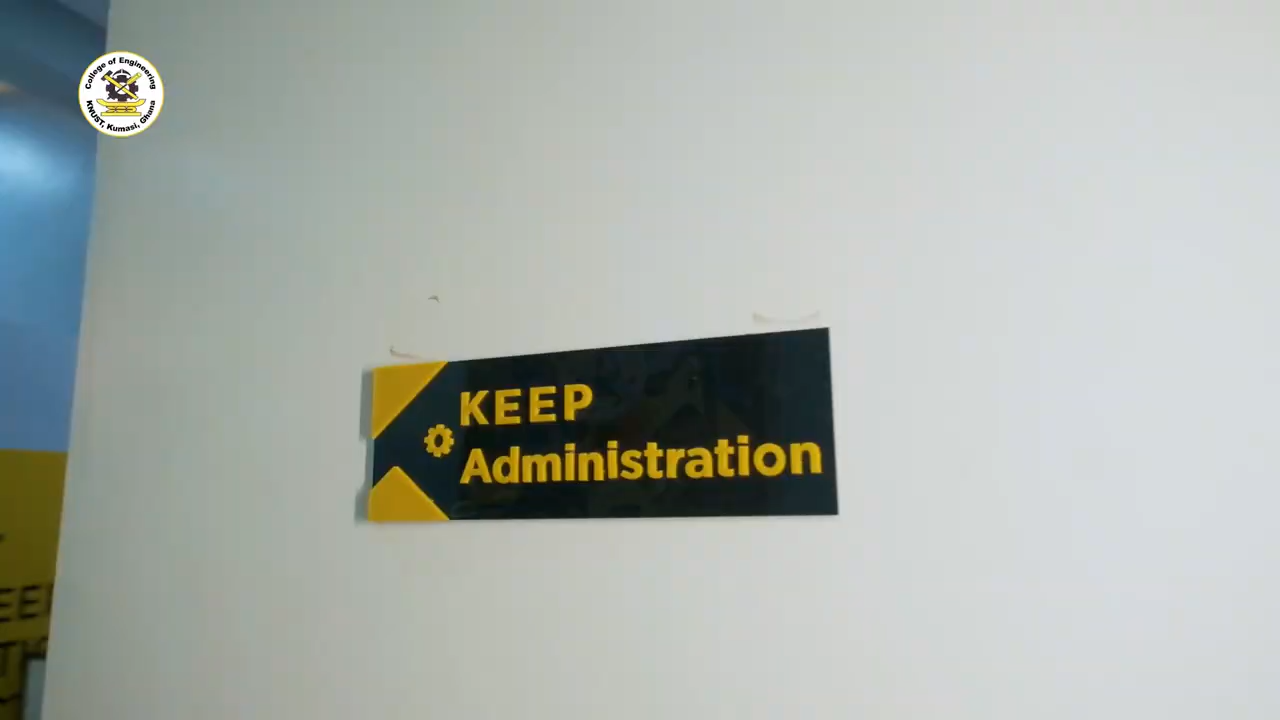 College of Engineering
KNUST, Kumasi, Ghana
KEEP
Administration